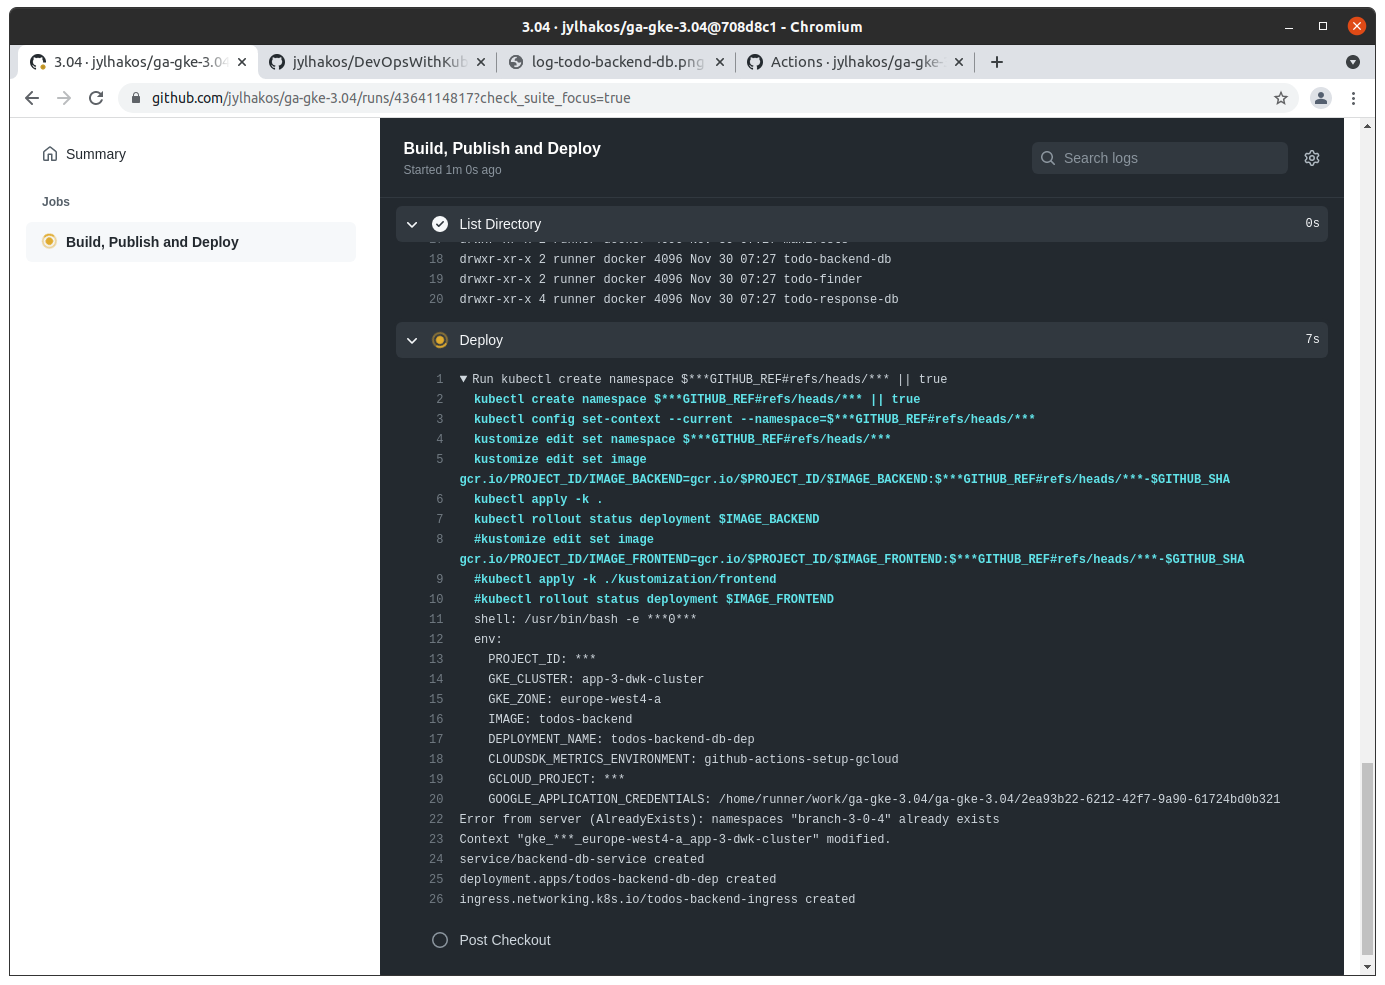 3.04 · jylhakos/ga-gke-3.04@708d8c1 - Chromium
3.04 · jylhakos/ga-gke-3.04
jylhakos/DevOpsWithKub
log-todo-backend-db.png
Actions · jylhakos/ga-gke-
github.com/jylhakos/ga-gke-3.04/runs/4364114817?check_suite_focus=true
Summary
Jobs
Build, Publish and Deploy
Build, Publish and Deploy
Started 1m 0s ago
Search logs
List Directory
0s
18 drwxr-xr-x 2 runner docker 4096 Nov 30 07:27 todo-backend-db
19 drwxr-xr-x 2 runner docker 4096 Nov 30 07:27 todo-finder
20 drwxr-xr-x 4 runner docker 4096 Nov 30 07:27 todo-response-db
Deploy
7s
1 ▼Run kubectl create namespace $***GITHUB_REF#refs/heads/*** || true
2 kubectl create namespace $***GITHUB_REF#refs/heads/*** || true
3 kubectl config set-context --current --namespace=$***GITHUB_REF#refs/heads/***
4 kustomize edit set namespace $***GITHUB_REF#refs/heads/***
5 kustomize edit set image
gcr.io/PROJECT_ID/IMAGE_BACKEND=gcr.io/$PROJECT_ID/$IMAGE_BACKEND:$***GITHUB_REF#refs/heads/***-$GITHUB_SHA
6 kubectl apply -k .
7 kubectl rollout status deployment $IMAGE_BACKEND
8 #kustomize edit set image
gcr.io/PROJECT_ID/IMAGE_FRONTEND=gcr.io/$PROJECT_ID/$IMAGE_FRONTEND:$***GITHUB_REF#refs/heads/***-$GITHUB_SHA
9 #kubectl apply -k ./kustomization/frontend
10 #kubectl rollout status deployment $IMAGE_FRONTEND
11 shell: /usr/bin/bash -e ***0***
12 env:
13 PROJECT_ID: ***
14 GKE_CLUSTER: app-3-dwk-cluster
15 GKE_ZONE: europe-west4-a
16 IMAGE: todos-backend
17 DEPLOYMENT_NAME: todos-backend-db-dep
18 CLOUDSDK_METRICS_ENVIRONMENT: github-actions-setup-gcloud
19 GCLOUD_PROJECT: ***
20 GOOGLE_APPLICATION_CREDENTIALS: /home/runner/work/ga-gke-3.04/ga-gke-3.04/2ea93b22-6212-42f7-9a90-61724bd0b321
22 Error from server (AlreadyExists): namespaces "branch-3-0-4" already exists
23 Context "gke_***_europe-west4-a_app-3-dwk-cluster" modified.
24 service/backend-db-service created
25 deployment.apps/todos-backend-db-dep created
26 ingress.networking.k8s.io/todos-backend-ingress created
Post Checkout